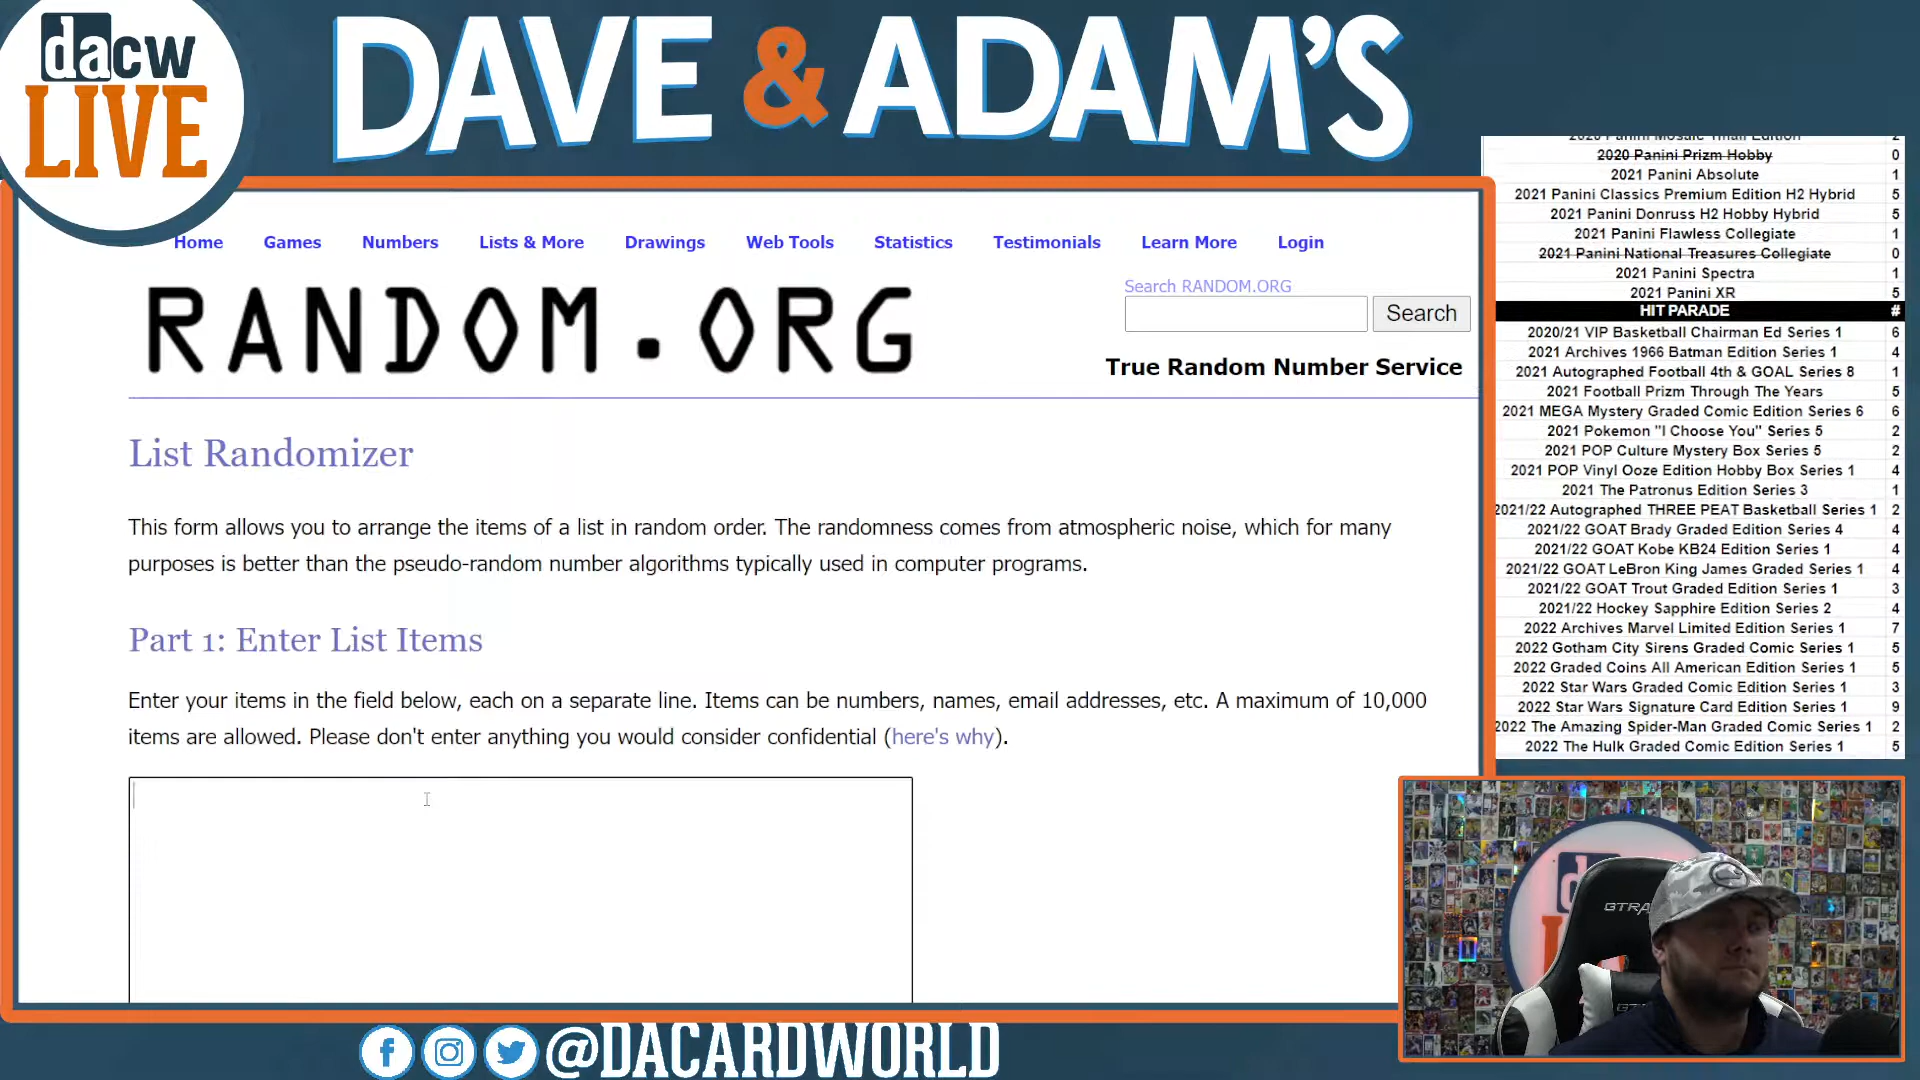 dacw
LIVE
DAVE & ADAM'S
Home Games Numbers Lists & More Drawings Web Tools Statistics Testimonials Learn More Login
RANDOM.ORG
Search RANDOM.ORG
Search
True Random Number Service
List Randomizer
This form allows you to arrange the items of a list in random order. The randomness comes from atmospheric noise, which for many
purposes is better than the pseudo-random number algorithms typically used in computer programs.
Part 1: Enter List Items
Enter your items in the field below, each on a separate line. Items can be numbers, names, email addresses, etc. A maximum of 10,000
items are allowed. Please don't enter anything you would consider confidential (here's why).
2020 Panini Mosaic Tmall Edition 2
2020 Panini Prizm Hobby 0
2021 Panini Absolute 1
2021 Panini Classics Premium Edition H2 Hybrid 5
2021 Panini Donruss H2 Hobby Hybrid 5
2021 Panini Flawless Collegiate 1
2021 Panini National Treasures Collegiate 0
2021 Panini Spectra 1
2021 Panini XR 5
HIT PARADE #
2020/21 VIP Basketball Chairman Ed Series 1 6
2021 Archives 1966 Batman Edition Series 1 4
2021 Autographed Football 4th & GOAL Series 8 1
2021 Football Prizm Through The Years 5
2021 MEGA Mystery Graded Comic Edition Series 6 6
2021 Pokemon "I Choose You" Series 5 2
2021 POP Culture Mystery Box Series 5 2
2021 POP Vinyl Ooze Edition Hobby Box Series 1 4
2021 The Patronus Edition Series 3 1
2021/22 Autographed THREE PEAT Basketball Series 1 2
2021/22 GOAT Brady Graded Edition Series 4 4
2021/22 GOAT Kobe KB24 Edition Series 1 4
2021/22 GOAT LeBron King James Graded Series 1 4
2021/22 GOAT Trout Graded Edition Series 1 3
2021/22 Hockey Sapphire Edition Series 2 4
2022 Archives Marvel Limited Edition Series 1 7
2022 Gotham City Sirens Graded Comic Series 1 5
2022 Graded Coins All American Edition Series 1 5
2022 Star Wars Graded Comic Edition Series 1 3
2022 Star Wars Signature Card Edition Series 1 9
2022 The Amazing Spider-Man Graded Comic Series 1 2
2022 The Hulk Graded Comic Edition Series 1 5
@DACARDWORLD